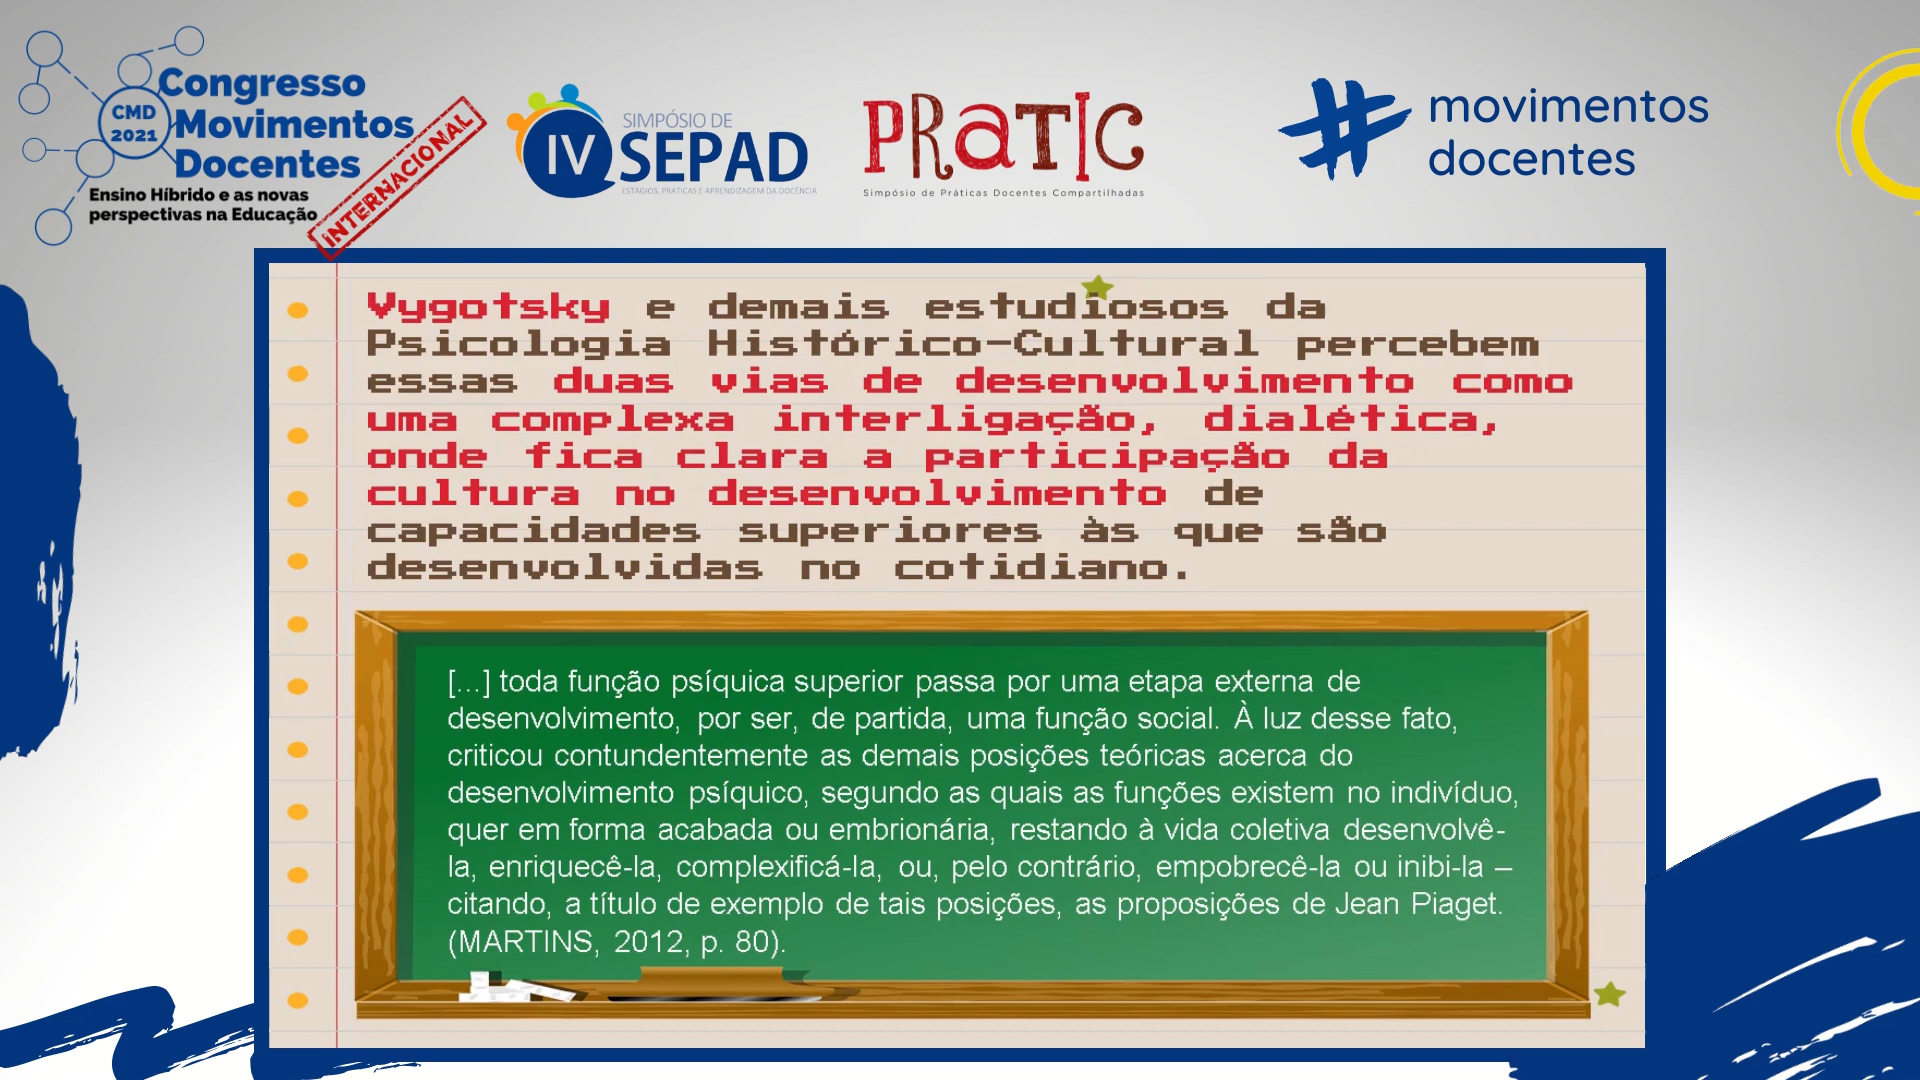 Congresso
Movimentos
Docentes
CMD
2021
Ensino Híbrido e as novas
perspectivas na Educação
INTERNACIONAL
SIMPÓSIO DE
IV SEPAD
ESTÁGIOS, PRÁTICAS E APRENDIZAGEM DA DOCÊNCIA
PRATIC
Simpósio de Práticas Docentes Compartilhadas
# movimentos
docentes
Vygotsky e demais estudiosos da
Psicologia Histórico-Cultural percebem
essas duas vias de desenvolvimento como
uma complexa interligação, dialética,
onde fica clara a participação da
cultura no desenvolvimento de
capacidades superiores às que são
desenvolvidas no cotidiano.
[...] toda função psíquica superior passa por uma etapa externa de
desenvolvimento, por ser, de partida, uma função social. À luz desse fato,
criticou contundentemente as demais posições teóricas acerca do
desenvolvimento psíquico, segundo as quais as funções existem no indivíduo,
quer em forma acabada ou embrionária, restando à vida coletiva desenvolvê-
la, enriquecê-la, complexificá-la, ou, pelo contrário, empobrecê-la ou inibi-la –
citando, a título de exemplo de tais posições, as proposições de Jean Piaget.
(MARTINS, 2012, p. 80).